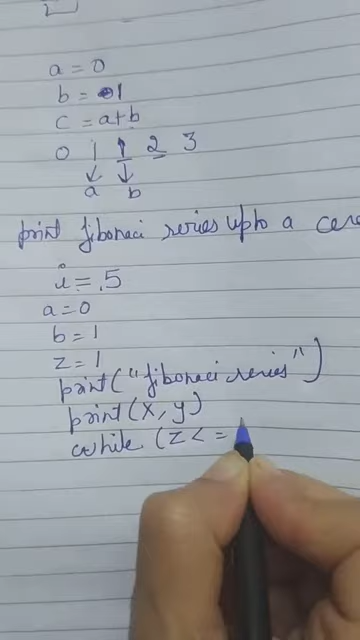 a = 0
b = 1
c = a+b
0 1 1 2 3
a b
print fibonaci series upto a
i = 5
a = 0
b = 1
z = 1
print("fibonaci series")
print(x, y)
while (z < =